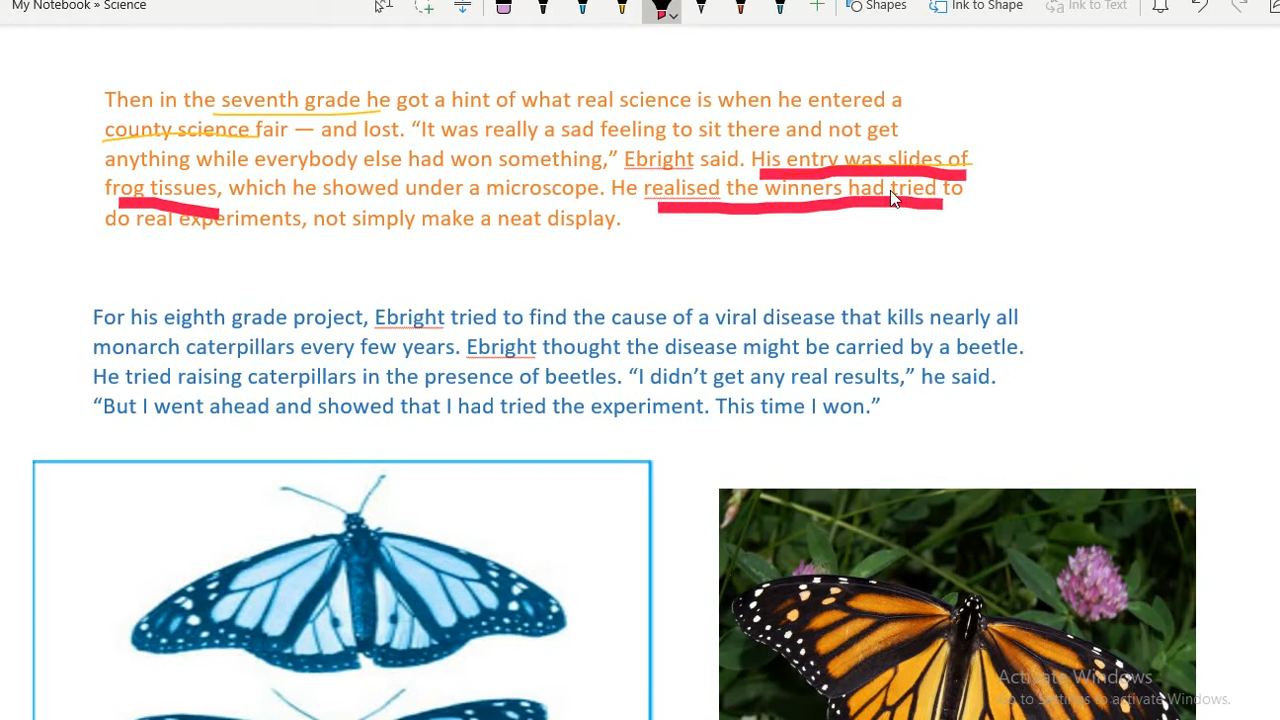 My Notebook » Science
Shapes
Ink to Shape
Ink to Text
Then in the seventh grade he got a hint of what real science is when he entered a
county science fair — and lost. “It was really a sad feeling to sit there and not get
anything while everybody else had won something,” Ebright said. His entry was slides of
frog tissues, which he showed under a microscope. He realised the winners had tried to
do real experiments, not simply make a neat display.
For his eighth grade project, Ebright tried to find the cause of a viral disease that kills nearly all
monarch caterpillars every few years. Ebright thought the disease might be carried by a beetle.
He tried raising caterpillars in the presence of beetles. “I didn’t get any real results,” he said.
“But I went ahead and showed that I had tried the experiment. This time I won.”
Activate Windows
Go to Settings to activate Windows.